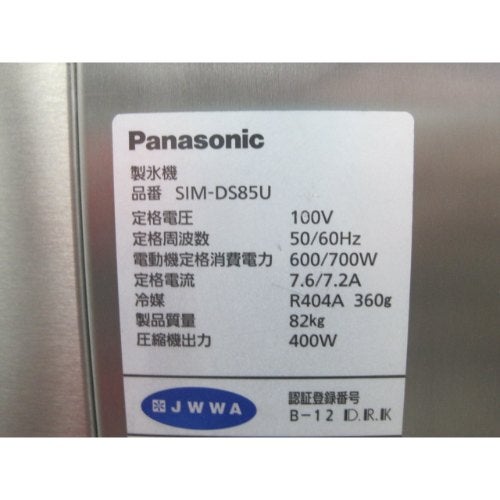 Panasonic
製氷機
品番 SIM-DS85U
定格電圧 100V
定格周波数 50/60Hz
電動機定格消費電力 600/700W
定格電流 7.6/7.2A
冷媒 R404A 360g
製品質量 82kg
圧縮機出力 400W
JWWA
認証登録番号
B-12 D.R.K